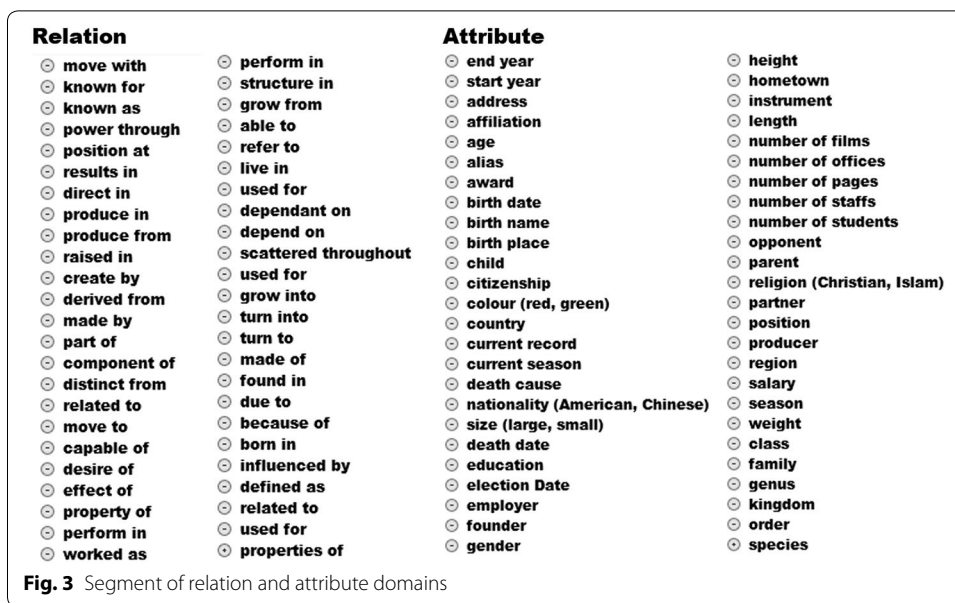 Relation
move with
known for
known as
power through
position at
results in
direct in
produce in
produce from
raised in
create by
derived from
made by
part of
component of
distinct from
related to
move to
capable of
desire of
effect of
property of
perform in
worked as
perform in
structure in
grow from
able to
refer to
live in
used for
dependant on
depend on
scattered throughout
used for
grow into
turn into
turn to
made of
found in
due to
because of
born in
influenced by
defined as
related to
used for
properties of
Attribute
end year
start year
address
affiliation
age
alias
award
birth date
birth name
birth place
child
citizenship
colour (red, green)
country
current record
current season
death cause
nationality (American, Chinese)
size (large, small)
death date
education
election Date
employer
founder
gender
height
hometown
instrument
length
number of films
number of offices
number of pages
number of staffs
number of students
opponent
parent
religion (Christian, Islam)
partner
position
producer
region
salary
season
weight
class
family
genus
kingdom
order
species
Fig. 3 Segment of relation and attribute domains